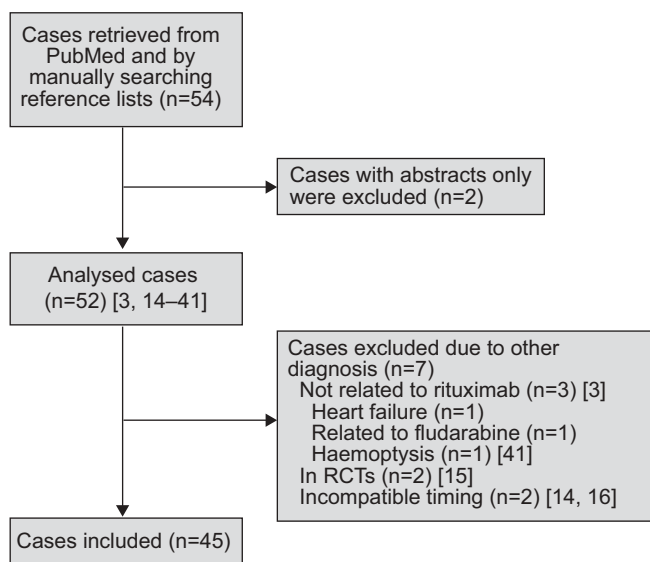 Cases retrieved from
PubMed and by
manually searching
reference lists (n=54)
Cases with abstracts only
were excluded (n=2)
Analysed cases
(n=52) [3, 14–41]
Cases excluded due to other
diagnosis (n=7)
Not related to rituximab (n=3) [3]
Heart failure (n=1)
Related to fludarabine (n=1)
Haemoptysis (n=1) [41]
In RCTs (n=2) [15]
Incompatible timing (n=2) [14, 16]
Cases included (n=45)